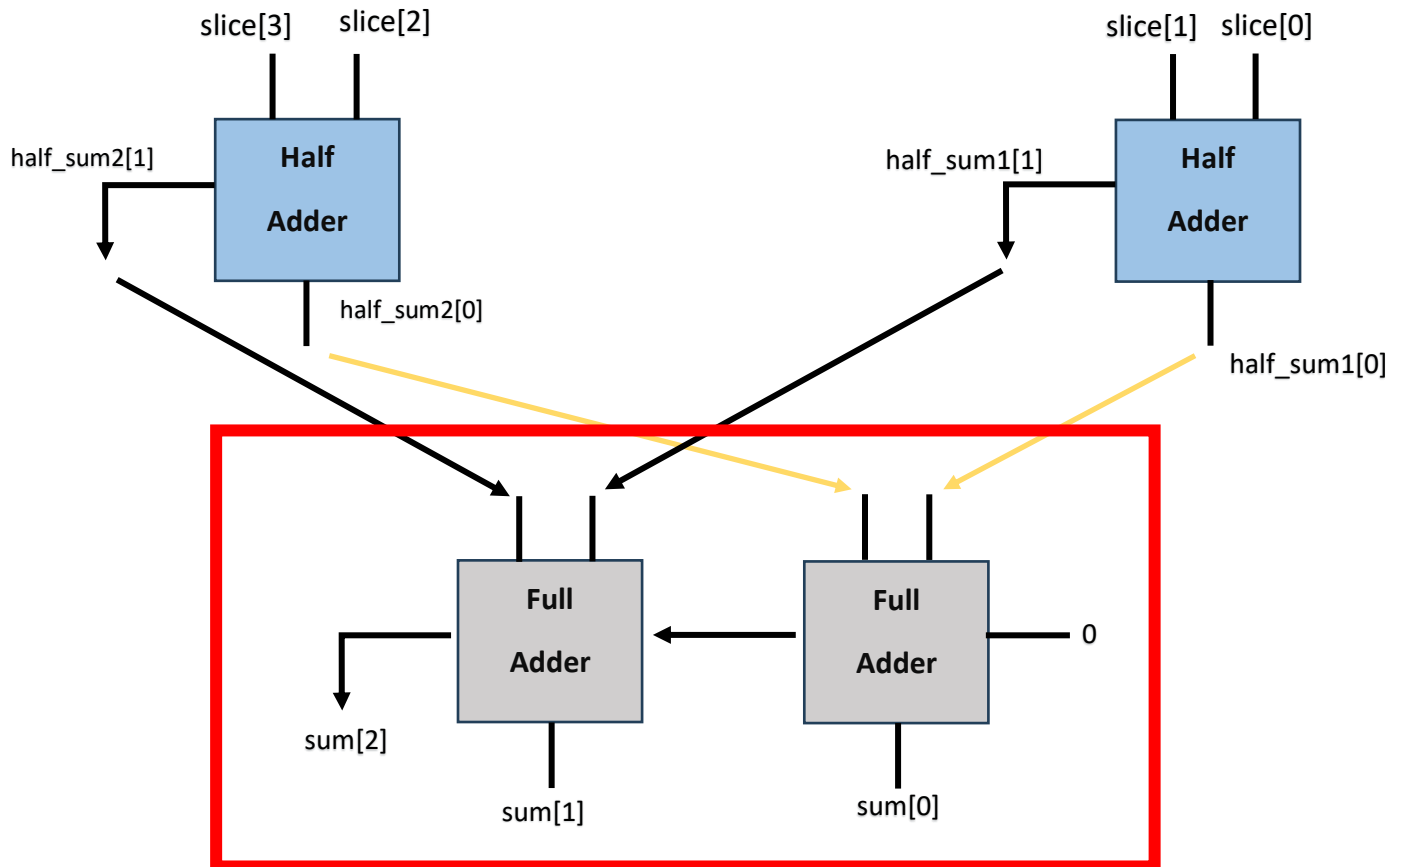 slice[3] slice[2]
slice[1] slice[0]
half_sum2[1]
Half
Adder
half_sum1[1]
Half
Adder
half_sum2[0]
half_sum1[0]
Full
Adder
Full
Adder
0
sum[2]
sum[1]
sum[0]